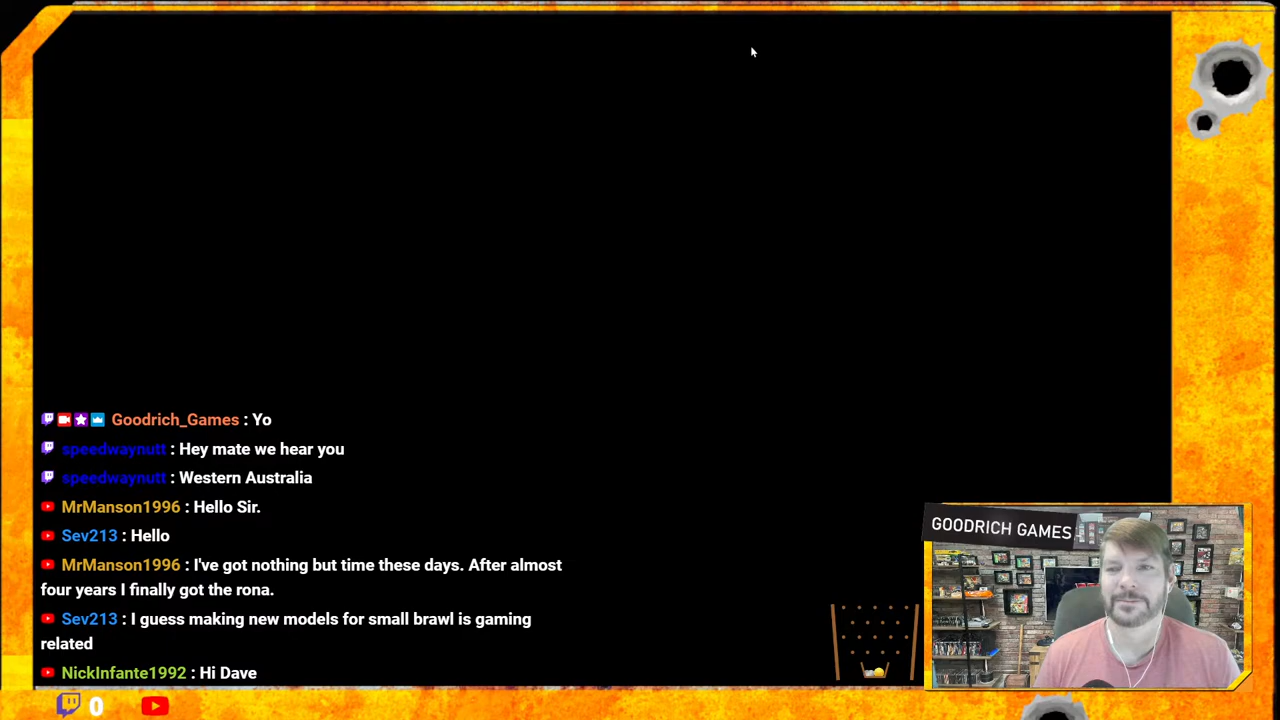 Goodrich_Games : Yo
speedwaynutt : Hey mate we hear you
speedwaynutt : Western Australia
MrManson1996 : Hello Sir.
Sev213 : Hello
MrManson1996 : I've got nothing but time these days. After almost
four years I finally got the rona.
Sev213 : I guess making new models for small brawl is gaming
related
NickInfante1992 : Hi Dave
GOODRICH GAMES
0